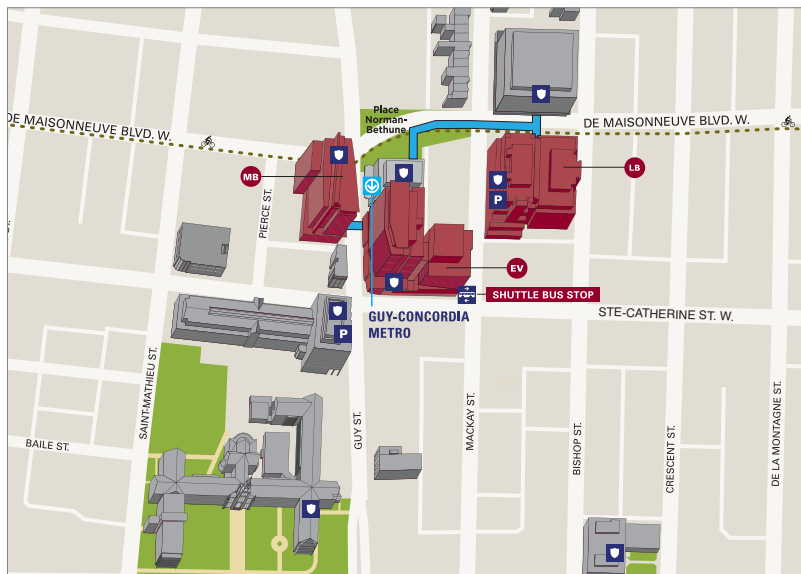 Place
Norman-
Bethune
DE MAISONNEUVE BLVD. W.
DE MAISONNEUVE BLVD. W.
MB
LB
P
PIERCE ST.
EV
SHUTTLE BUS STOP
GUY-CONCORDIA
METRO
STE-CATHERINE ST. W.
P
SAINT-MATHIEU ST.
GUY ST.
MACKAY ST.
BISHOP ST.
CRESCENT ST.
DE LA MONTAGNE ST.
BAILE ST.